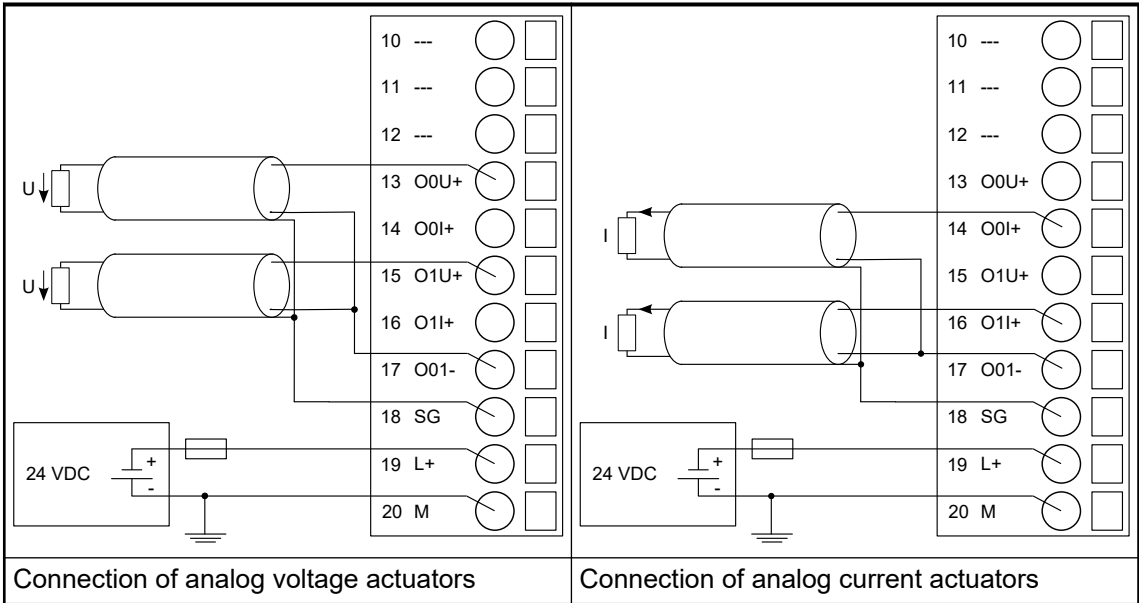 10 ---
11 ---
12 ---
13 O0U+
14 O0I+
15 O1U+
16 O1I+
17 O01-
18 SG
19 L+
20 M
U
U
24 VDC
+
-
Connection of analog voltage actuators
10 ---
11 ---
12 ---
13 O0U+
14 O0I+
15 O1U+
16 O1I+
17 O01-
18 SG
19 L+
20 M
I
I
24 VDC
+
-
Connection of analog current actuators